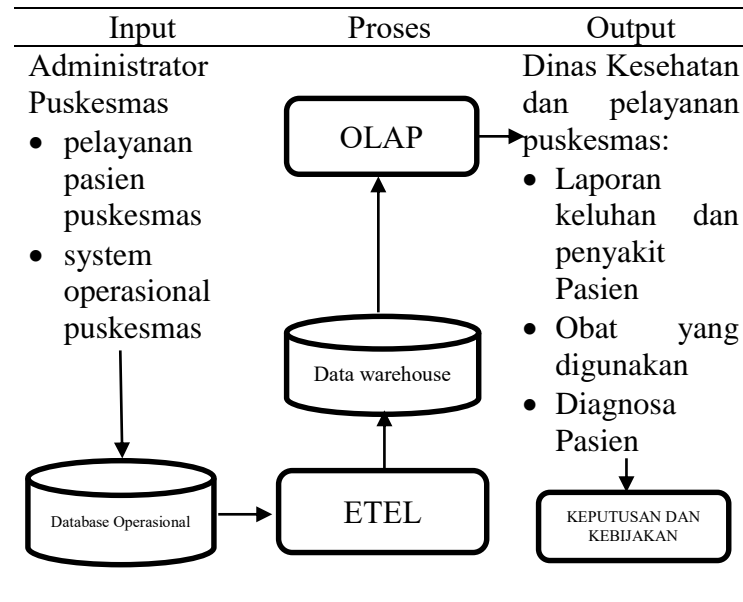 Input
Proses
Output
Administrator
Puskesmas
• pelayanan
pasien
puskesmas
• system
operasional
puskesmas
Database Operasional
OLAP
Data warehouse
ETEL
Dinas Kesehatan
dan pelayanan
puskesmas:
• Laporan
keluhan dan
penyakit
Pasien
• Obat yang
digunakan
• Diagnosa
Pasien
KEPUTUSAN DAN
KEBIJAKAN